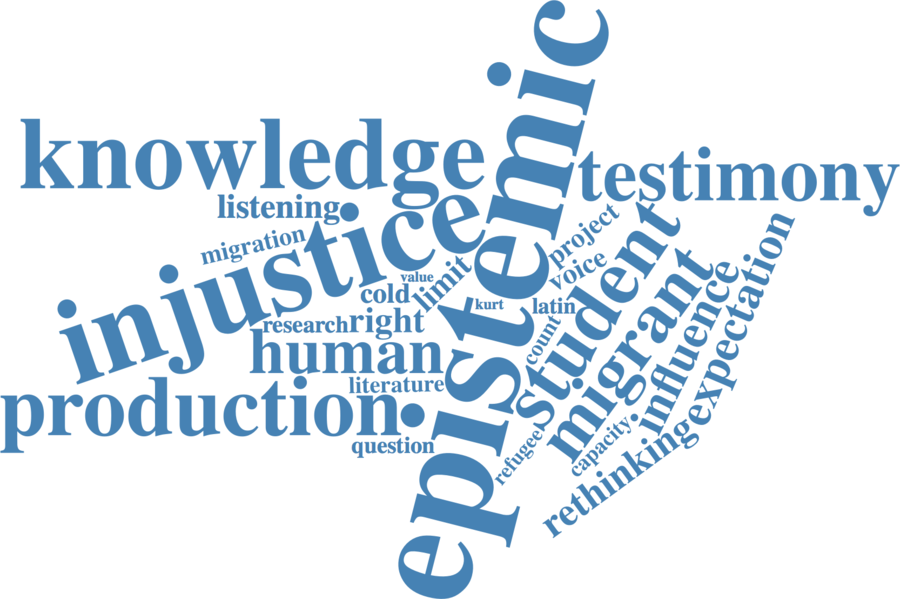 epistemic
knowledge
testimony
listening
injustice
migration
project
voice
student
value
cold
limit
kurt
latin
research
right
count
migrant
influence
expectation
human
literature
production
question
refugee
capacity
rethinking